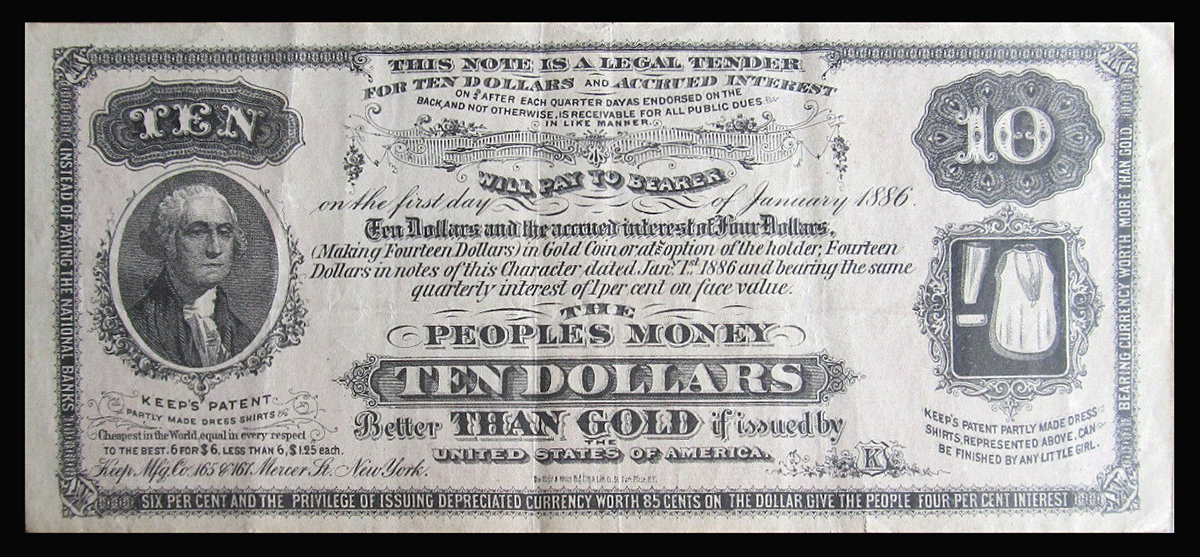 THIS NOTE IS A LEGAL TENDER
FOR TEN DOLLARS AND ACCRUED INTEREST
ON & AFTER EACH QUARTER DAY AS ENDORSED ON THE
BACK, AND NOT OTHERWISE, IS RECEIVABLE FOR ALL PUBLIC DUES
IN LIKE MANNER.
TEN
10
WILL PAY TO BEARER
on the first day of January 1886.
Ten Dollars and the accrued interest of Four Dollars,
(Making Fourteen Dollars) in Gold Coin or at the option of the holder, Fourteen
Dollars in notes of this Character dated Jany. 1st 1886 and bearing the same
quarterly interest of 1 per cent on face value.
THE
PEOPLES MONEY
TEN DOLLARS
Better THAN GOLD if issued by
THE
UNITED STATES OF AMERICA.
K
KEEP'S PATENT
PARTLY MADE DRESS SHIRTS
Cheapest in the World, equal in every respect
TO THE BEST. 6 FOR $6. LESS THAN 6, $1.25 each.
Keep Mfg Co. 165 & 167 Mercer St. New York.
KEEP'S PATENT PARTLY MADE DRESS
SHIRTS, REPRESENTED ABOVE, CAN
BE FINISHED BY ANY LITTLE GIRL.
INSTEAD OF PAYING THE NATIONAL BANKS
SIX PER CENT AND THE PRIVILEGE OF ISSUING DEPRECIATED CURRENCY WORTH 85 CENTS ON THE DOLLAR GIVE THE PEOPLE FOUR PER CENT INTEREST
BEARING CURRENCY WORTH MORE THAN GOLD.